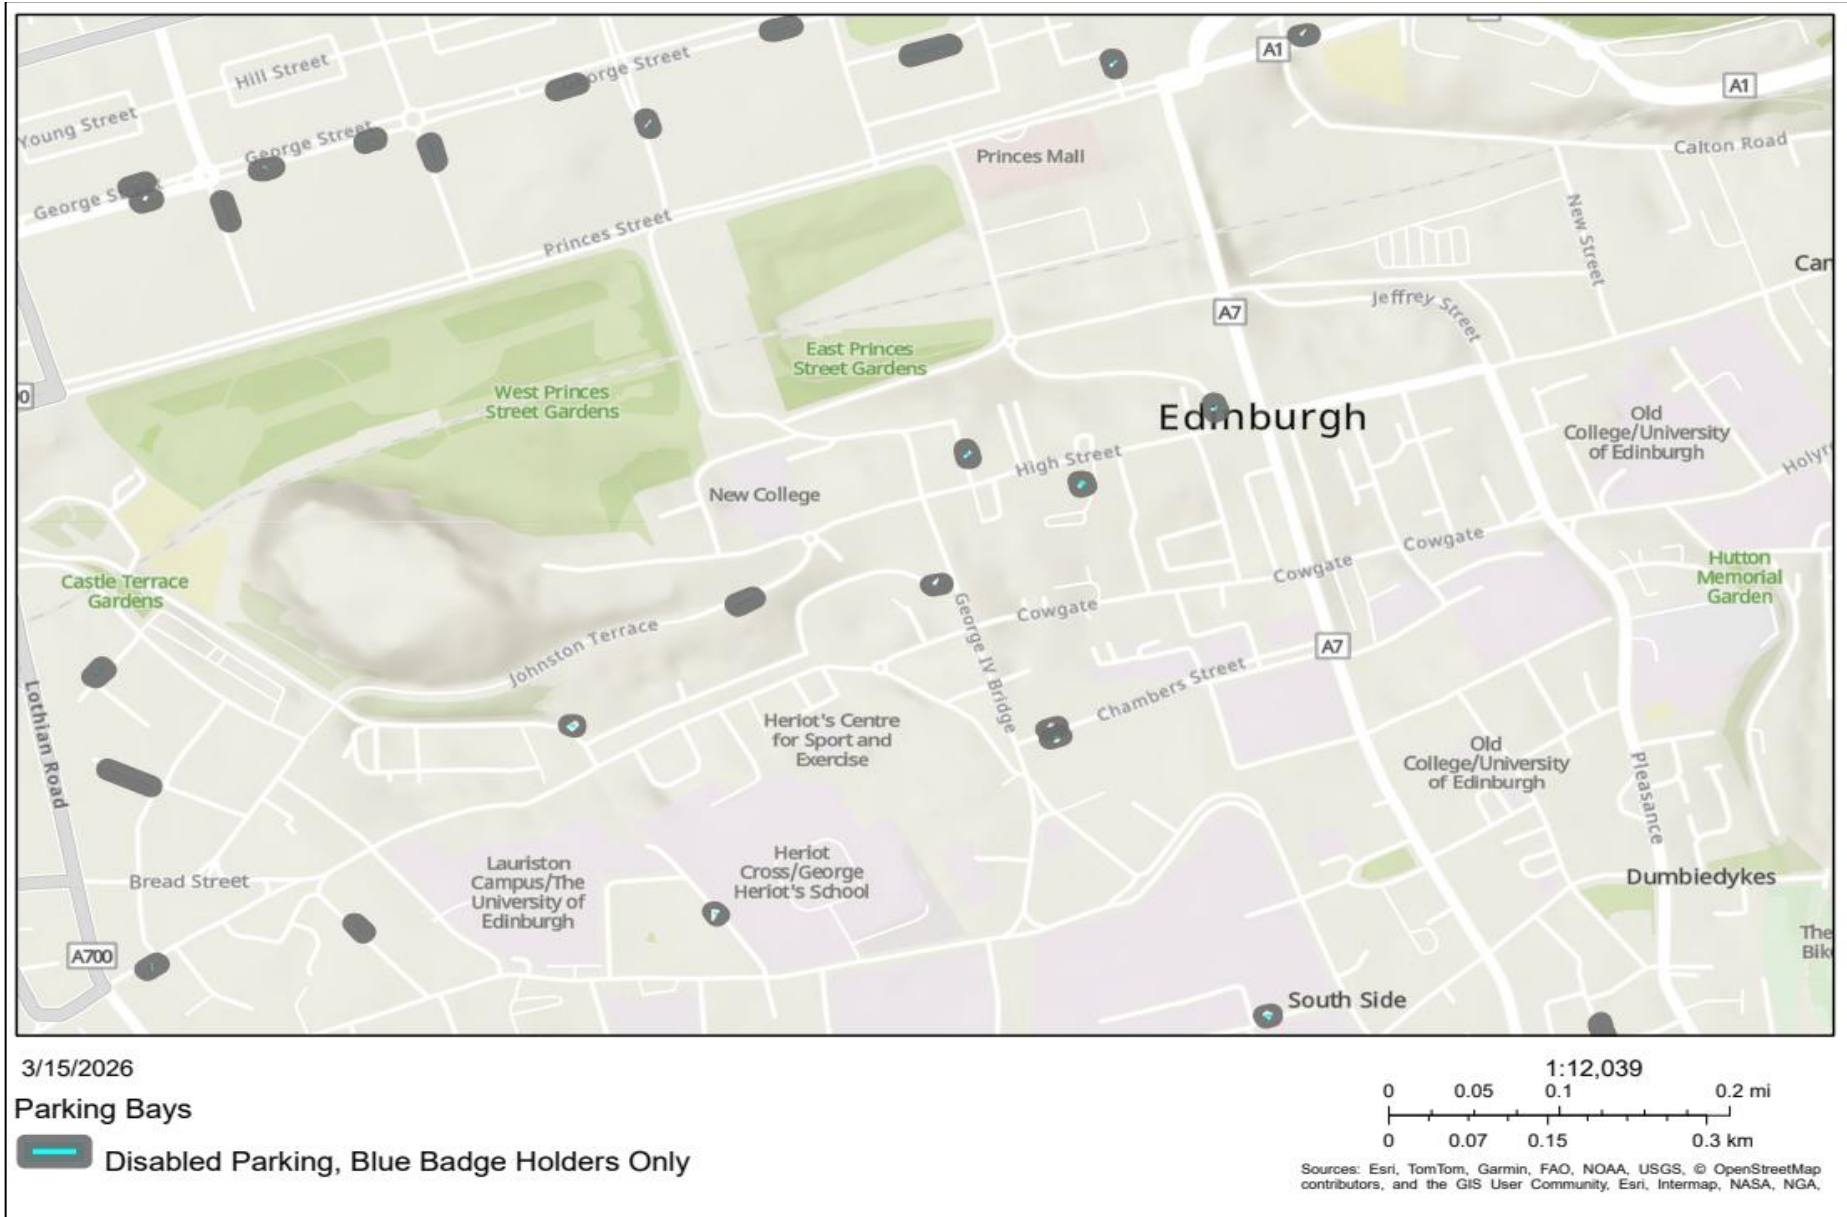 Hill Street
George Street
A1
A1
Young Street
George Street
Calton Road
Princes Mall
George S
New Street
Princes Street
Car
A7
Jeffrey Street
East Princes
Street Gardens
West Princes
Street Gardens
Edinburgh
Old
College/University
of Edinburgh
High Street
New College
Holyr
Cowgate
Cowgate
Castle Terrace
Gardens
Hutton
Memorial
Garden
Cowgate
George IV Bridge
Johnston Terrace
A7
Chambers Street
Lothian Road
Heriot's Centre
for Sport and
Exercise
Old
College/University
of Edinburgh
Pleasance
Heriot
Cross/George
Heriot's School
Lauriston
Campus/The
University of
Edinburgh
Bread Street
Dumbiedykes
A700
The
Bik
South Side
3/15/2026
1:12,039
0 0.05 0.1 0.2 mi
0 0.07 0.15 0.3 km
Parking Bays
Disabled Parking, Blue Badge Holders Only
Sources: Esri, TomTom, Garmin, FAO, NOAA, USGS, © OpenStreetMap
contributors, and the GIS User Community, Esri, Intermap, NASA, NGA,